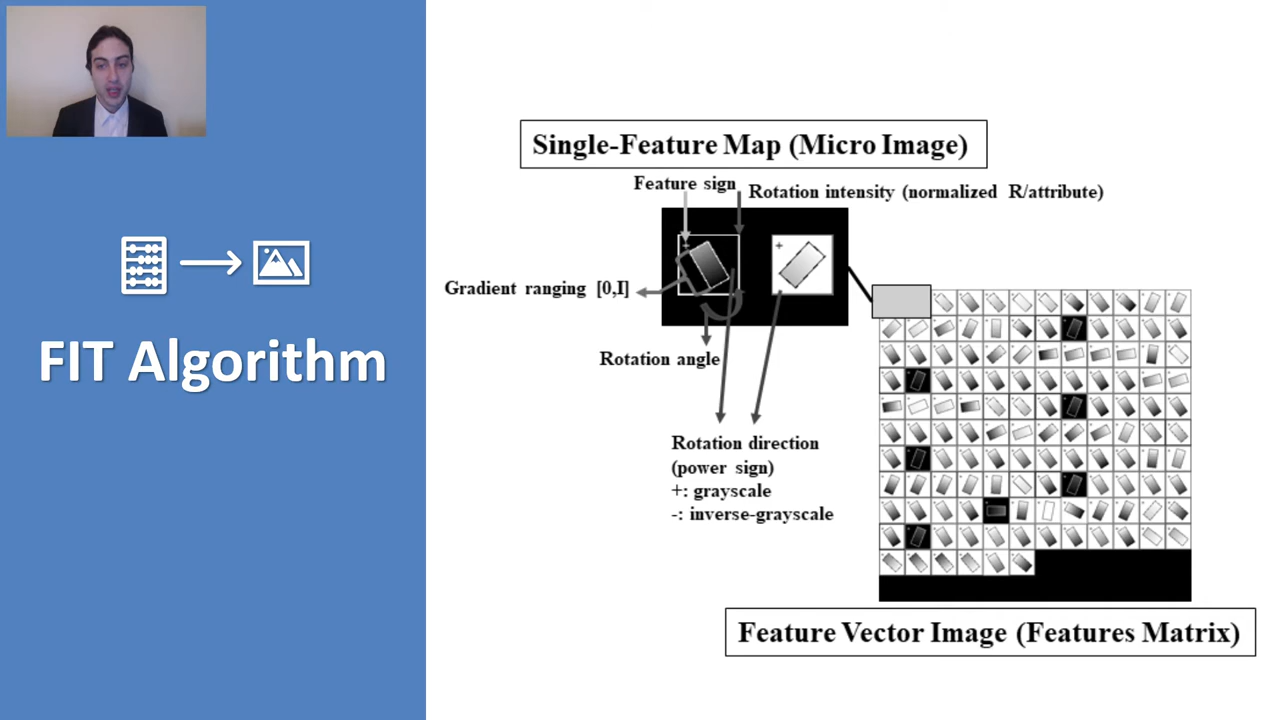 FIT Algorithm
Single-Feature Map (Micro Image)
Feature sign
Rotation intensity (normalized R/attribute)
Gradient ranging [0,I]
Rotation angle
Rotation direction
(power sign)
+: grayscale
-: inverse-grayscale
Feature Vector Image (Features Matrix)